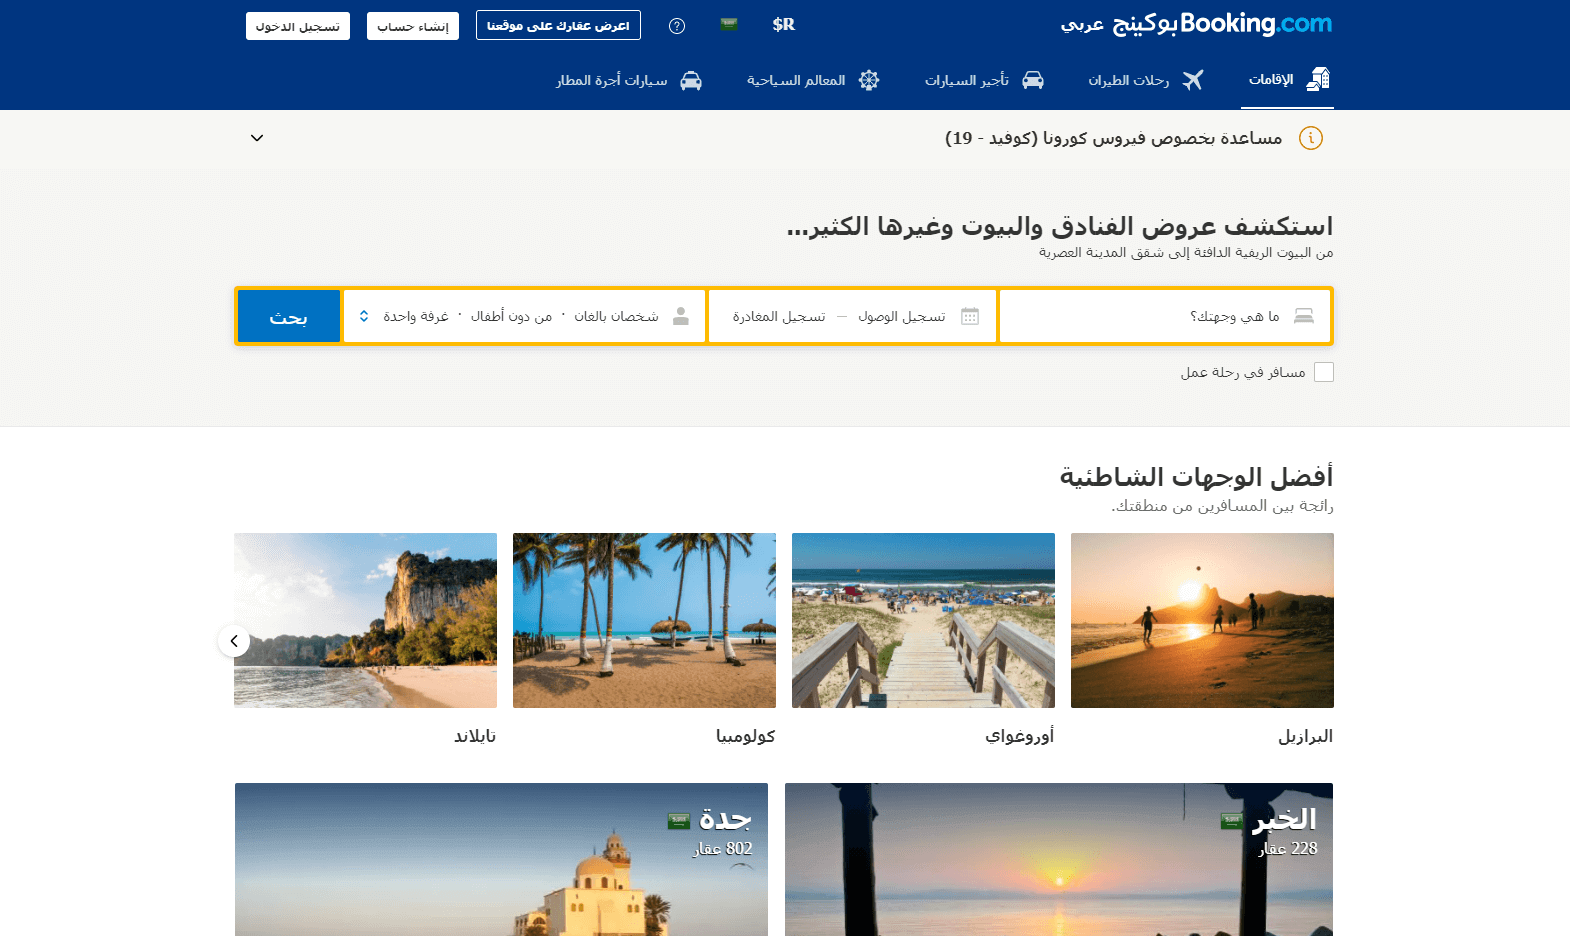 Booking.com بوكينج عربي
R$
اعرض عقارك على موقعنا
إنشاء حساب
تسجيل الدخول
الإقامات
رحلات الطيران
تأجير السيارات
المعالم السياحية
سيارات أجرة المطار
مساعدة بخصوص فيروس كورونا (كوفيد - 19)
استكشف عروض الفنادق والبيوت وغيرها الكثير...
من البيوت الريفية الدافئة إلى شقق المدينة العصرية
ما هي وجهتك؟
تسجيل الوصول — تسجيل المغادرة
شخصان بالغان · من دون أطفال · غرفة واحدة
بحث
مسافر في رحلة عمل
أفضل الوجهات الشاطئية
رائجة بين المسافرين من منطقتك.
البرازيل
أوروغواي
كولومبيا
تايلاند
الخبر
228 عقار
جدة
802 عقار